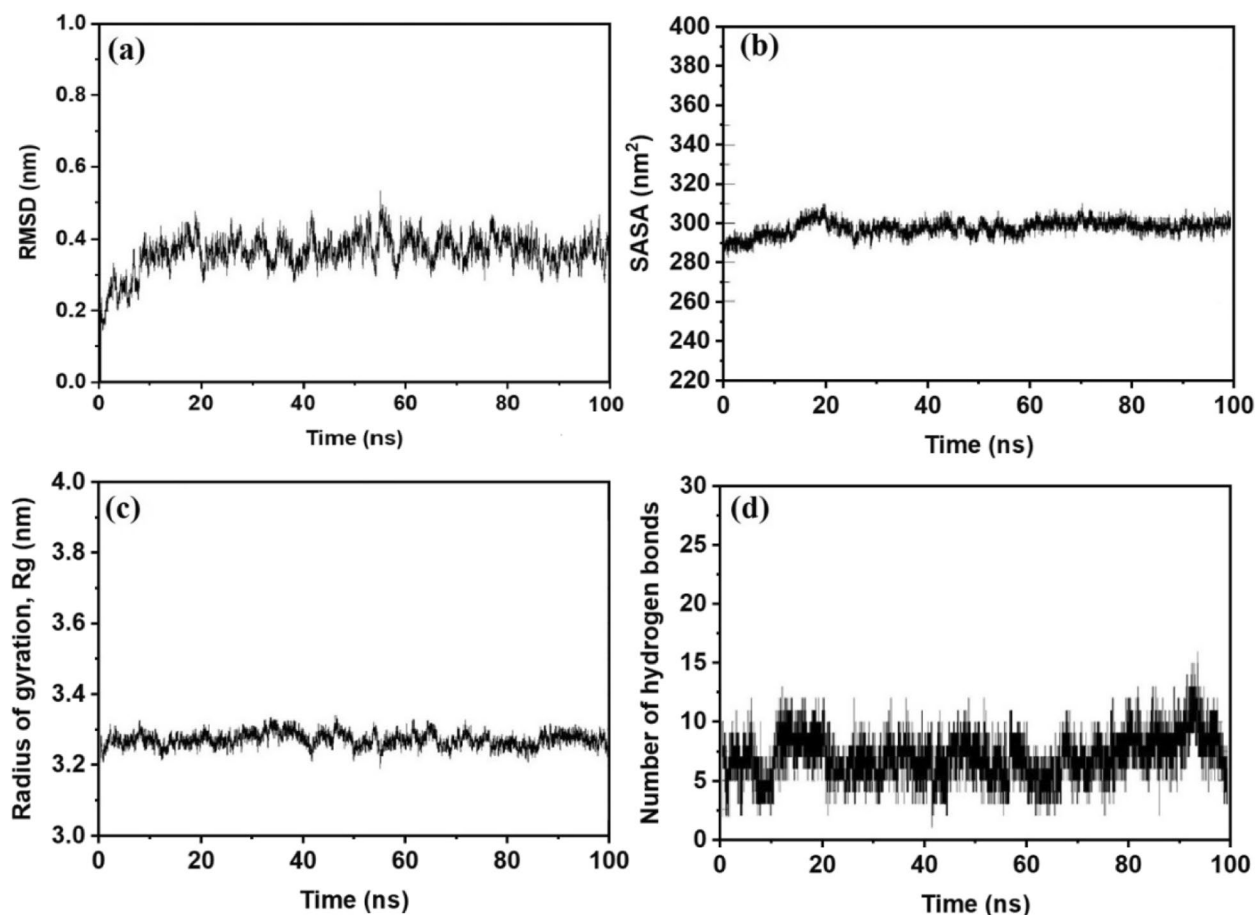 (a)
1.0
0.8
0.6
0.4
0.2
0.0
RMSD (nm)
0 20 40 60 80 100
Time (ns)
(b)
400
380
360
340
320
300
280
260
240
220
SASA (nm²)
0 20 40 60 80 100
Time (ns)
(c)
4.0
3.8
3.6
3.4
3.2
3.0
Radius of gyration, Rg (nm)
0 20 40 60 80 100
Time (ns)
(d)
30
25
20
15
10
5
0
Number of hydrogen bonds
0 20 40 60 80 100
Time (ns)